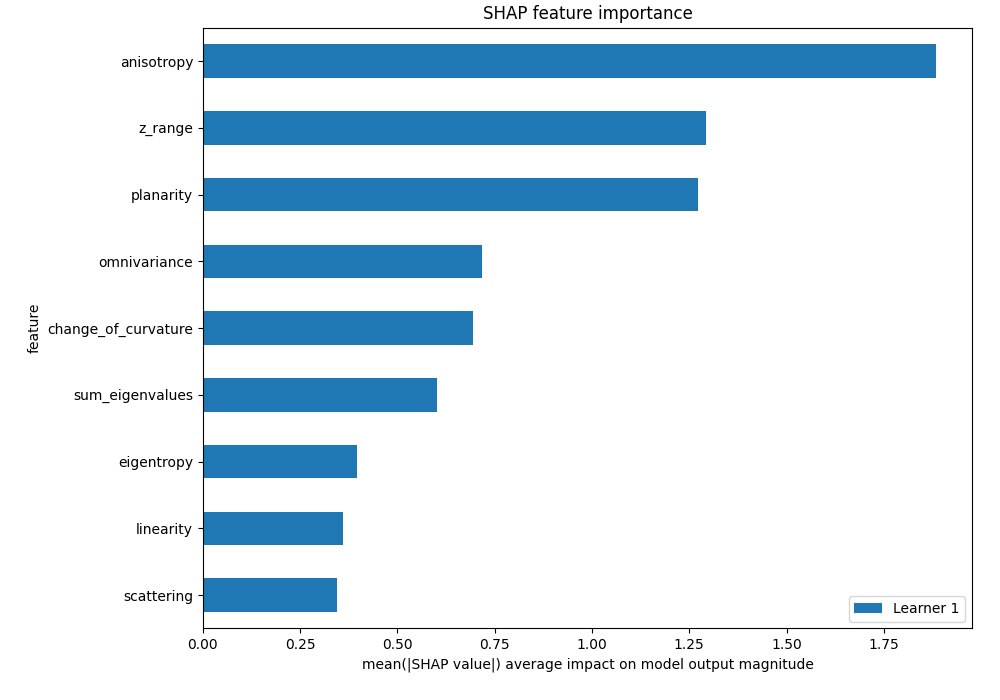 SHAP feature importance
anisotropy
z_range
planarity
omnivariance
change_of_curvature
sum_eigenvalues
eigentropy
linearity
scattering
feature
Learner 1
0.00 0.25 0.50 0.75 1.00 1.25 1.50 1.75
mean(|SHAP value|) average impact on model output magnitude